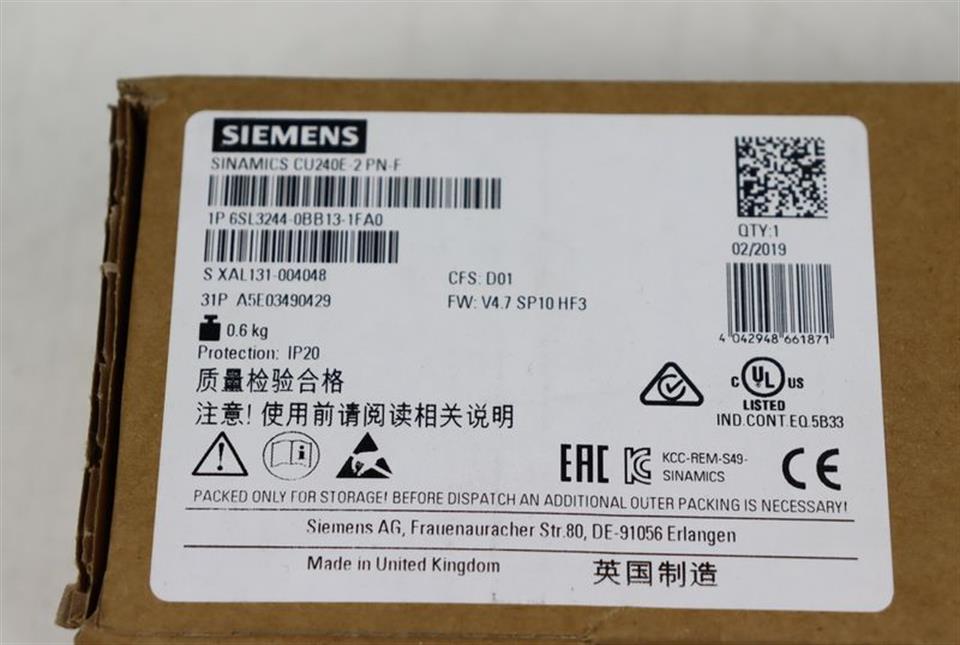 SIEMENS
SINAMICS CU240E-2 PN-F
1P 6SL3244-0BB13-1FA0
S XAL131-004048
31P A5E03490429
CFS: D01
FW: V4.7 SP10 HF3
QTY:1
02/2019
4 042948 661871
0.6 kg
Protection: IP20
质量检验合格
注意! 使用前请阅读相关说明
C UL US
LISTED
IND.CONT.EQ.5B33
i
EAC
KC
KCC-REM-S49-
SINAMICS
CE
PACKED ONLY FOR STORAGE! BEFORE DISPATCH AN ADDITIONAL OUTER PACKING IS NECESSARY!
Siemens AG, Frauenauracher Str.80, DE-91056 Erlangen
Made in United Kingdom
英国制造